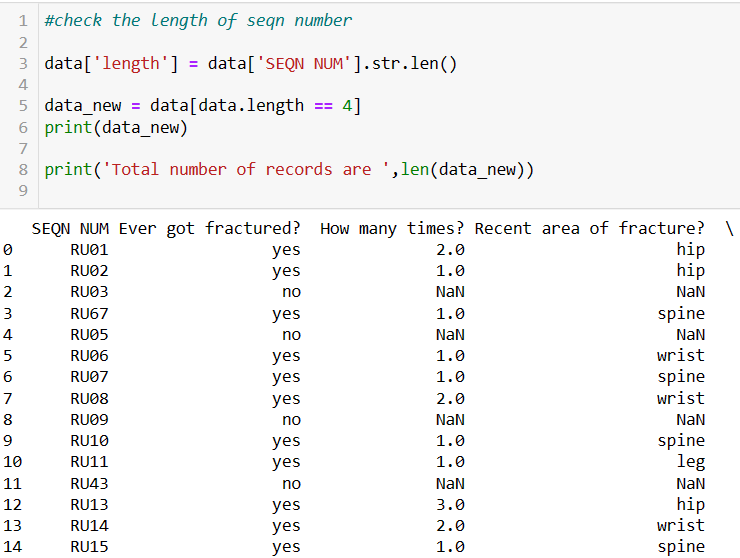 1 #check the length of seqn number
2
3 data['length'] = data['SEQN NUM'].str.len()
4
5 data_new = data[data.length == 4]
6 print(data_new)
7
8 print('Total number of records are ',len(data_new))
9
SEQN NUM Ever got fractured? How many times? Recent area of fracture? \
0 RU01 yes 2.0 hip
1 RU02 yes 1.0 hip
2 RU03 no NaN NaN
3 RU67 yes 1.0 spine
4 RU05 no NaN NaN
5 RU06 yes 1.0 wrist
6 RU07 yes 1.0 spine
7 RU08 yes 2.0 wrist
8 RU09 no NaN NaN
9 RU10 yes 1.0 spine
10 RU11 yes 1.0 leg
11 RU43 no NaN NaN
12 RU13 yes 3.0 hip
13 RU14 yes 2.0 wrist
14 RU15 yes 1.0 spine